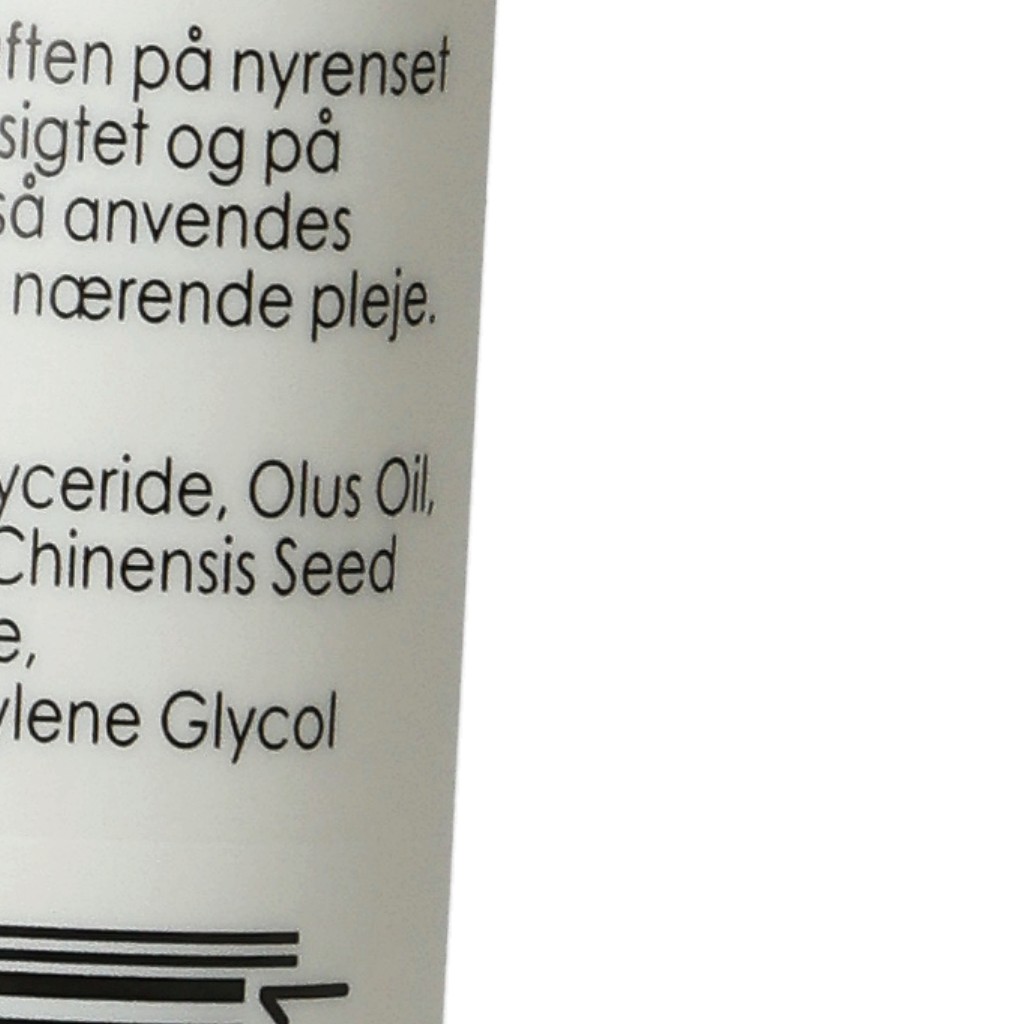 ften på nyrenset
sigtet og på
så anvendes
nærende pleje.
yceride, Olus Oil,
Chinensis Seed
e,
ylene Glycol